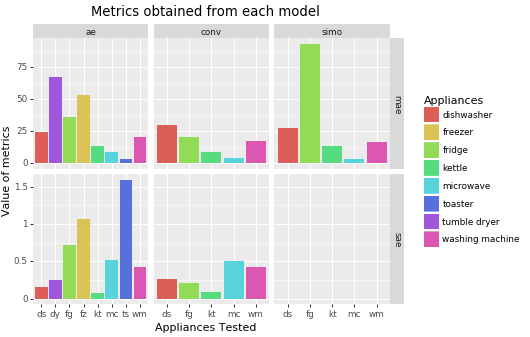 Metrics obtained from each model
ae conv simo
Value of metrics
75
50
25
0
mae
1.5
1
0.5
0
sae
ds dy fg fz kt mc ts wm ds fg kt mc wm ds fg kt mc wm
Appliances Tested
Appliances
dishwasher
freezer
fridge
kettle
microwave
toaster
tumble dryer
washing machine